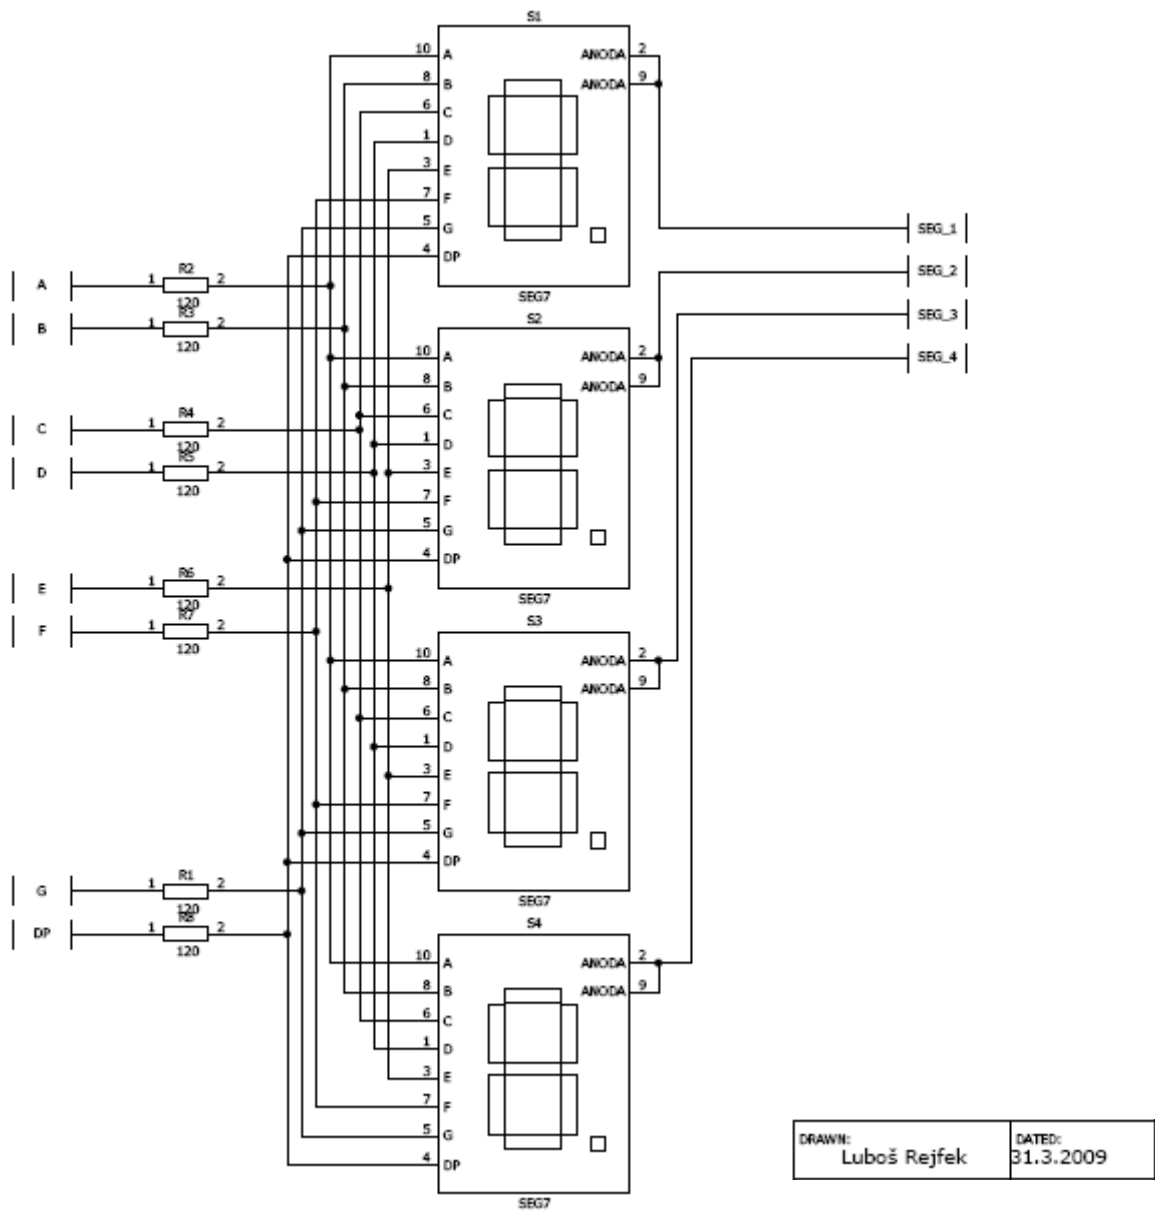 S1
10 A ANODA 2
8 B ANODA 9
6 C
1 D
3 E
7 F
5 G
4 DP
SEG7
SEG_1
SEG_2
SEG_3
SEG_4
A 1 R2 2
120
B 1 R3 2
120
C 1 R4 2
120
D 1 R5 2
120
E 1 R6 2
120
F 1 R7 2
120
G 1 R1 2
120
DP 1 R8 2
120
S2
10 A ANODA 2
8 B ANODA 9
6 C
1 D
3 E
7 F
5 G
4 DP
SEG7
S3
10 A ANODA 2
8 B ANODA 9
6 C
1 D
3 E
7 F
5 G
4 DP
SEG7
S4
10 A ANODA 2
8 B ANODA 9
6 C
1 D
3 E
7 F
5 G
4 DP
SEG7
DRAWN:
Luboš Rejfek
DATED:
31.3.2009